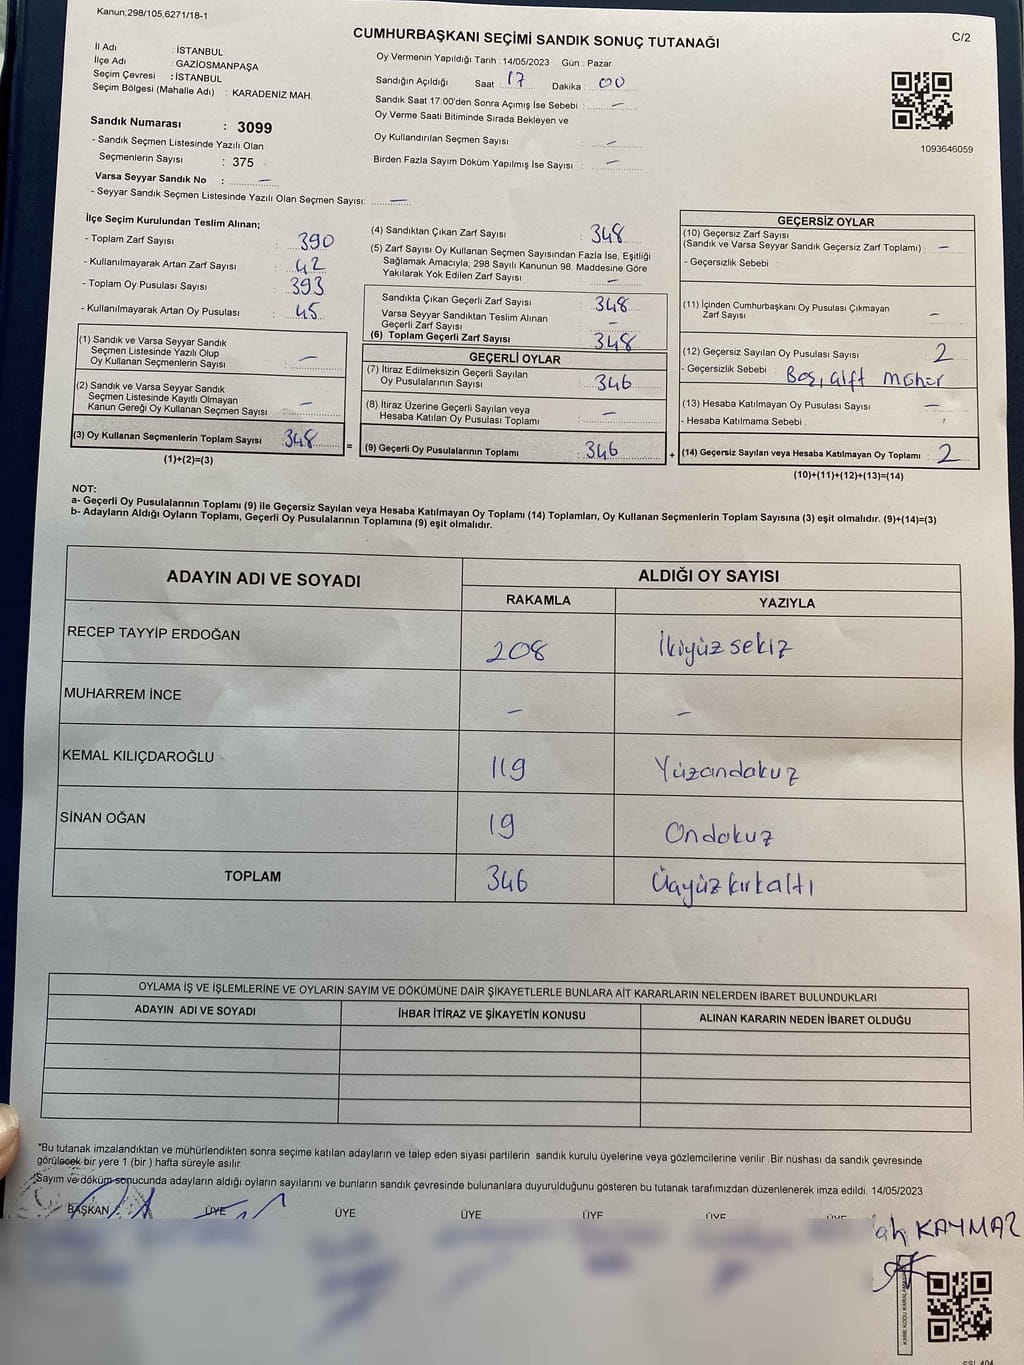 Kanun,298/105,6271/18-1
CUMHURBAŞKANI SEÇİMİ SANDIK SONUÇ TUTANAĞI
C/2
İl Adı : İSTANBUL
İlçe Adı : GAZİOSMANPAŞA
Seçim Çevresi : İSTANBUL
Seçim Bölgesi (Mahalle Adı) : KARADENİZ MAH.
Oy Vermenin Yapıldığı Tarih : 14/05/2023 Gün : Pazar
Sandığın Açıldığı Saat : 17 Dakika : 00
Sandık Saat 17:00'den Sonra Açımış İse Sebebi : –
Oy Verme Saati Bitiminde Sırada Bekleyen ve
Oy Kullandırılan Seçmen Sayısı : –
Birden Fazla Sayım Döküm Yapılmış İse Sayısı : –
1093646059
Sandık Numarası : 3099
- Sandık Seçmen Listesinde Yazılı Olan
Seçmenlerin Sayısı : 375
Varsa Seyyar Sandık No : –
- Seyyar Sandık Seçmen Listesinde Yazılı Olan Seçmen Sayısı: –
İlçe Seçim Kurulundan Teslim Alınan;
- Toplam Zarf Sayısı : 390
- Kullanılmayarak Artan Zarf Sayısı : 42
- Toplam Oy Pusulası Sayısı : 393
- Kullanılmayarak Artan Oy Pusulası : 45
(1) Sandık ve Varsa Seyyar Sandık
Seçmen Listesinde Yazılı Olup
Oy Kullanan Seçmenlerin Sayısı : –
(2) Sandık ve Varsa Seyyar Sandık
Seçmen Listesinde Kayıtlı Olmayan
Kanun Gereği Oy Kullanan Seçmen Sayısı : –
(3) Oy Kullanan Seçmenlerin Toplam Sayısı : 348
(1)+(2)=(3)
(4) Sandıktan Çıkan Zarf Sayısı : 348
(5) Zarf Sayısı Oy Kullanan Seçmen Sayısından Fazla İse, Eşitliği
Sağlamak Amacıyla, 298 Sayılı Kanunun 98. Maddesine Göre
Yakılarak Yok Edilen Zarf Sayısı : –
Sandıkta Çıkan Geçerli Zarf Sayısı : 348
Varsa Seyyar Sandıktan Teslim Alınan
Geçerli Zarf Sayısı : –
(6) Toplam Geçerli Zarf Sayısı : 348
GEÇERLİ OYLAR
(7) İtiraz Edilmeksizin Geçerli Sayılan
Oy Pusulalarının Sayısı : 346
(8) İtiraz Üzerine Geçerli Sayılan veya
Hesaba Katılan Oy Pusulası Toplamı : –
= (9) Geçerli Oy Pusulalarının Toplamı : 346 +
GEÇERSİZ OYLAR
(10) Geçersiz Zarf Sayısı
(Sandık ve Varsa Seyyar Sandık Geçersiz Zarf Toplamı) : –
- Geçersizlik Sebebi :
(11) İçinden Cumhurbaşkanı Oy Pusulası Çıkmayan
Zarf Sayısı : –
(12) Geçersiz Sayılan Oy Pusulası Sayısı : 2
- Geçersizlik Sebebi : Boş, çift mühür
(13) Hesaba Katılmayan Oy Pusulası Sayısı : –
- Hesaba Katılmama Sebebi :
(14) Geçersiz Sayılan veya Hesaba Katılmayan Oy Toplamı : 2
(10)+(11)+(12)+(13)=(14)
NOT:
a- Geçerli Oy Pusulalarının Toplamı (9) ile Geçersiz Sayılan veya Hesaba Katılmayan Oy Toplamı (14) Toplamları, Oy Kullanan Seçmenlerin Toplam Sayısına (3) eşit olmalıdır. (9)+(14)=(3)
b- Adayların Aldığı Oyların Toplamı, Geçerli Oy Pusulalarının Toplamına (9) eşit olmalıdır.
ADAYIN ADI VE SOYADI
ALDIĞI OY SAYISI
RAKAMLA YAZIYLA
RECEP TAYYİP ERDOĞAN 208 İkiyüz sekiz
MUHARREM İNCE – –
KEMAL KILIÇDAROĞLU 119 Yüzondokuz
SİNAN OĞAN 19 Ondokuz
TOPLAM 346 Üçyüz kırkaltı
OYLAMA İŞ VE İŞLEMLERİNE VE OYLARIN SAYIM VE DÖKÜMÜNE DAİR ŞİKAYETLERLE BUNLARA AİT KARARLARIN NELERDEN İBARET BULUNDUKLARI
ADAYIN ADI VE SOYADI İHBAR İTİRAZ VE ŞİKAYETİN KONUSU ALINAN KARARIN NEDEN İBARET OLDUĞU
*Bu tutanak imzalandıktan ve mühürlendikten sonra seçime katılan adayların ve talep eden siyasi partilerin sandık kurulu üyelerine veya gözlemcilerine verilir. Bir nüshası da sandık çevresinde
görülecek bir yere 1 (bir) hafta süreyle asılır.
Sayım ve döküm sonucunda adayların aldığı oyların sayılarını ve bunların sandık çevresinde bulunanlara duyurulduğunu gösteren bu tutanak tarafımızdan düzenlenerek imza edildi. 14/05/2023
BAŞKAN ÜYE ÜYE ÜYE ÜYE ÜYE ÜYE
KAYMAZ
KARE KODU KARALAMA